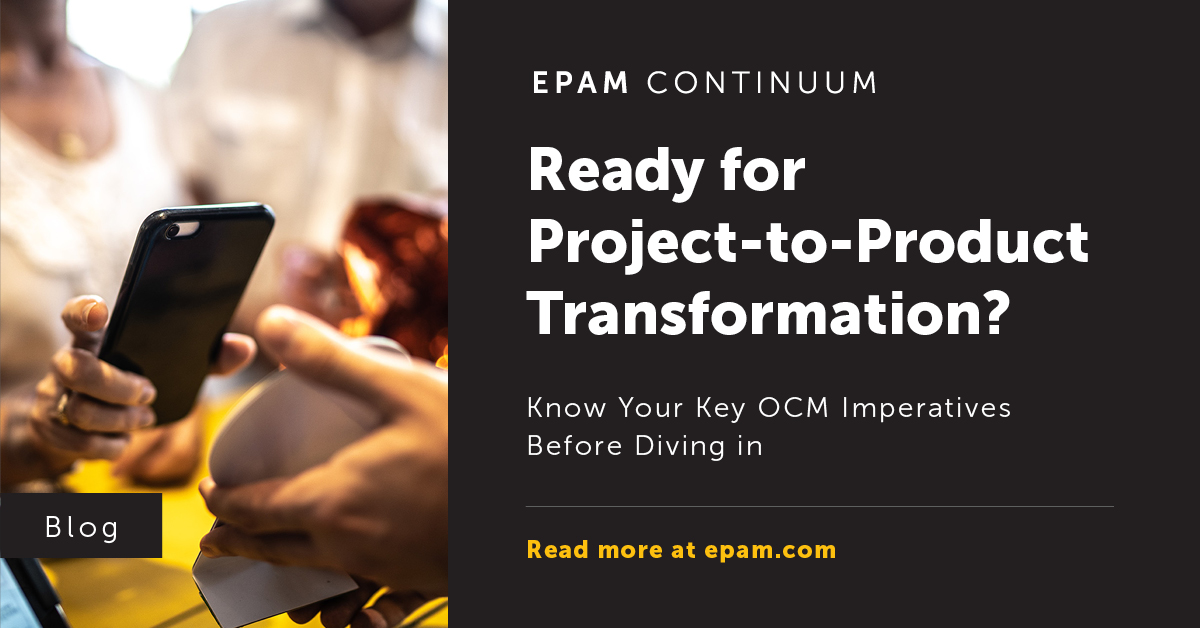 EPAM CONTINUUM
Ready for
Project-to-Product
Transformation?
Know Your Key OCM Imperatives
Before Diving in
Blog
Read more at epam.com